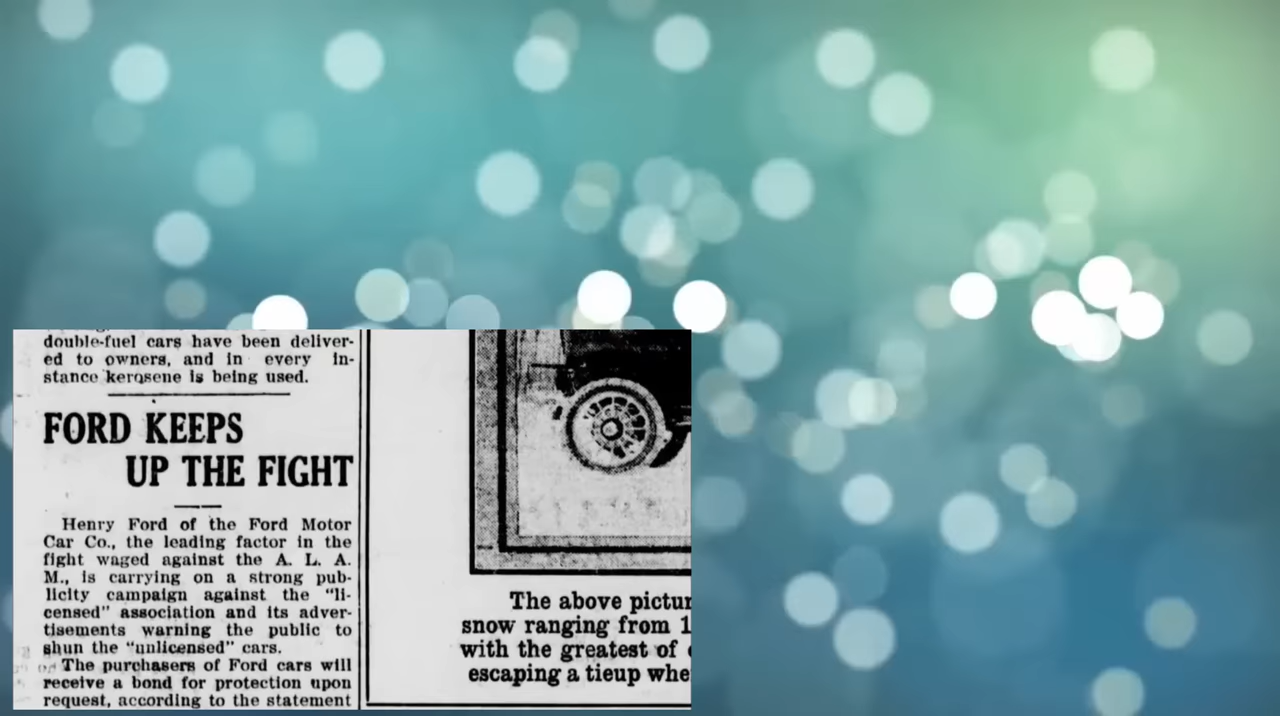 double-fuel cars have been deliver-
ed to owners, and in every in-
stance kerosene is being used.
FORD KEEPS
UP THE FIGHT
Henry Ford of the Ford Motor
Car Co., the leading factor in the
fight waged against the A. L. A.
M., is carrying on a strong pub-
licity campaign against the "li-
censed" association and its adver-
tisements warning the public to
shun the "unlicensed" cars.
The purchasers of Ford cars will
receive a bond for protection upon
request, according to the statement
The above pictur
snow ranging from 1
with the greatest of
escaping a tieup whe